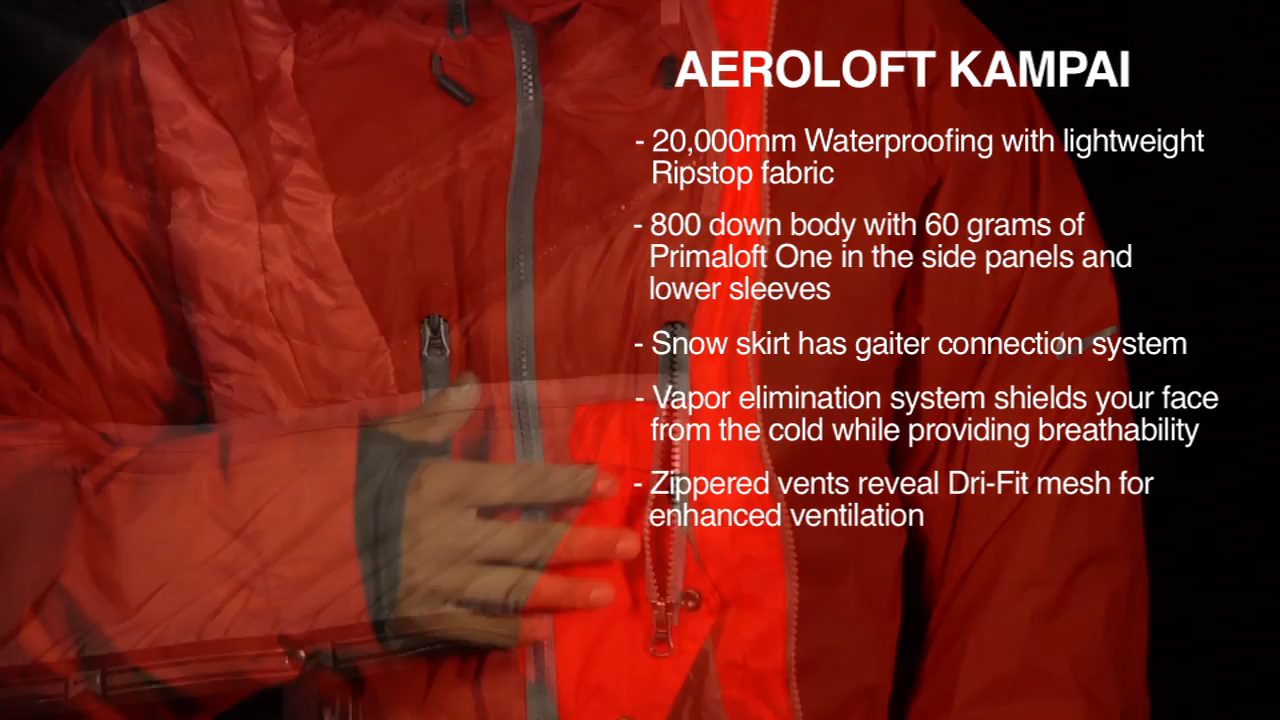 AEROLOFT KAMPAI
- 20,000mm Waterproofing with lightweight
Ripstop fabric
- 800 down body with 60 grams of
Primaloft One in the side panels and
lower sleeves
- Snow skirt has gaiter connection system
- Vapor elimination system shields your face
from the cold while providing breathability
- Zippered vents reveal Dri-Fit mesh for
enhanced ventilation